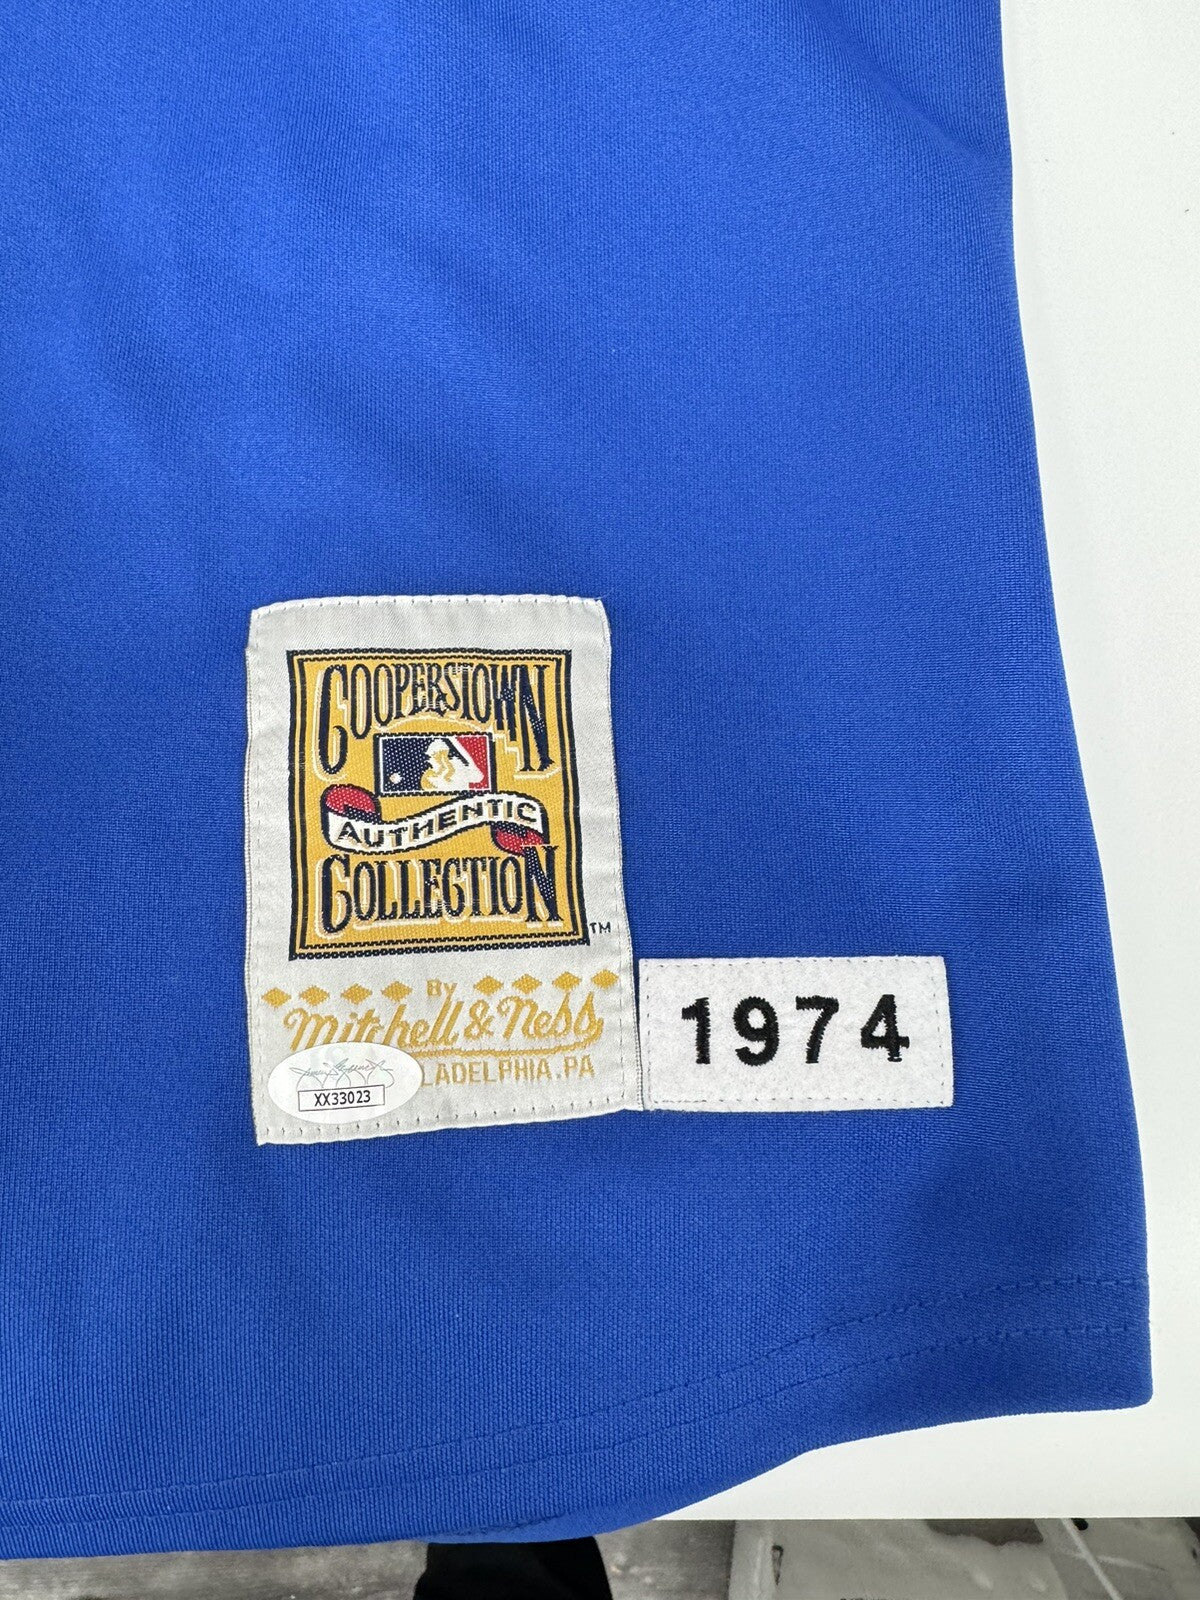 COOPERSTOWN
AUTHENTIC
COLLECTION
TM
By
Mitchell & Ness
LADELPHIA.PA
XX33023
1974